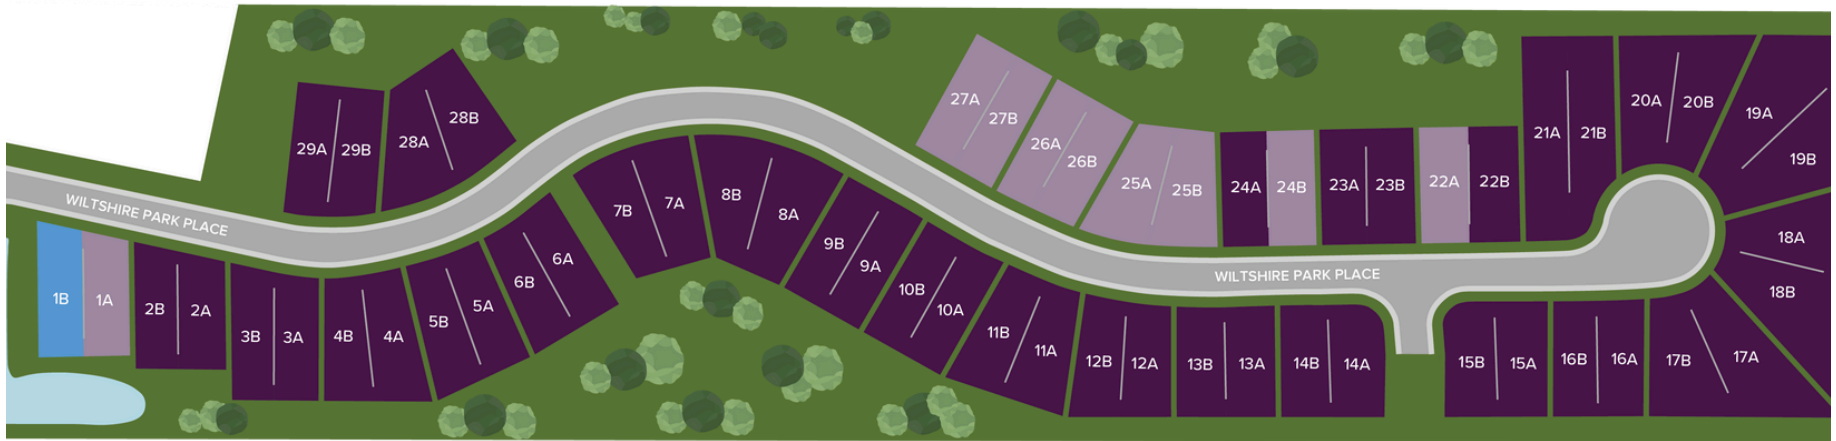 29A 29B
28A 28B
27A 27B
26A 26B
25A 25B
24A 24B
23A 23B
22A 22B
21A 21B
20A 20B
19A
19B
18A
18B
WILTSHIRE PARK PLACE
WILTSHIRE PARK PLACE
1B 1A
2B 2A
3B 3A
4B 4A
5B 5A
6B 6A
7B 7A
8B 8A
9B 9A
10B 10A
11B 11A
12B 12A
13B 13A
14B 14A
15B 15A
16B 16A
17B 17A